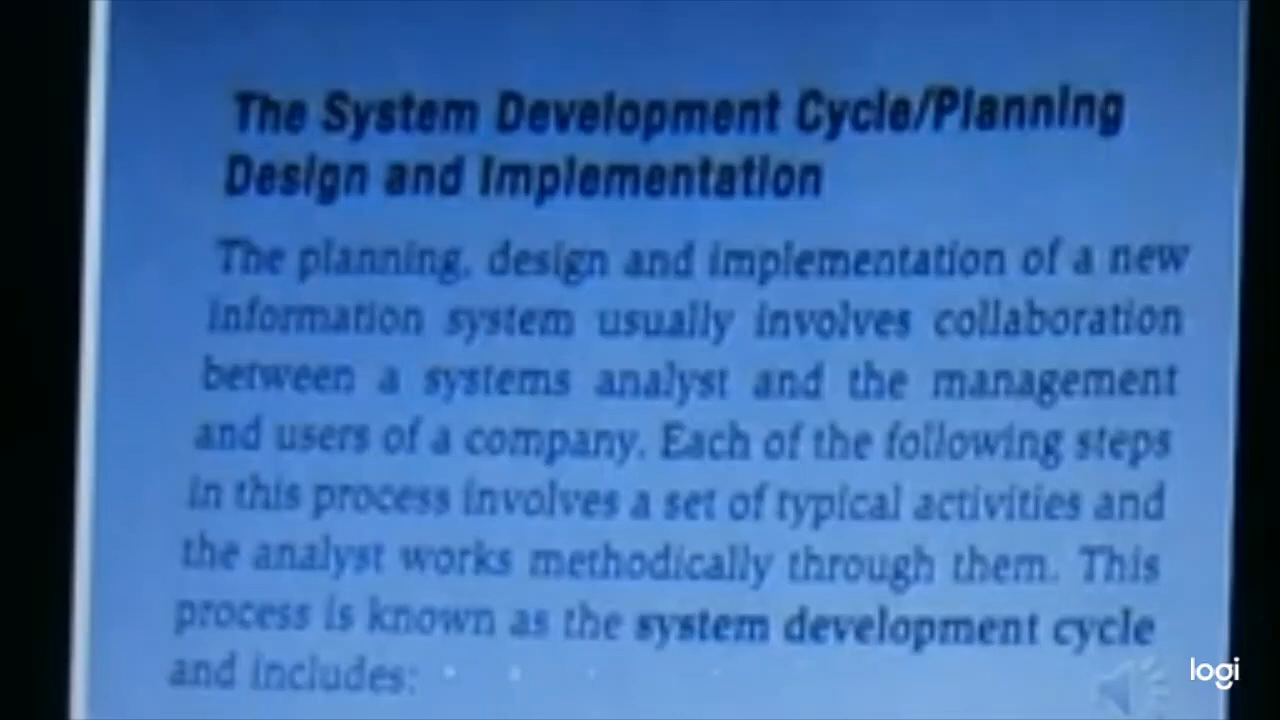 The System Development Cycle/Planning
Design and Implementation
The planning, design and implementation of a new
information system usually involves collaboration
between a systems analyst and the management
and users of a company. Each of the following steps
in this process involves a set of typical activities and
the analyst works methodically through them. This
process is known as the system development cycle
and includes:
logi